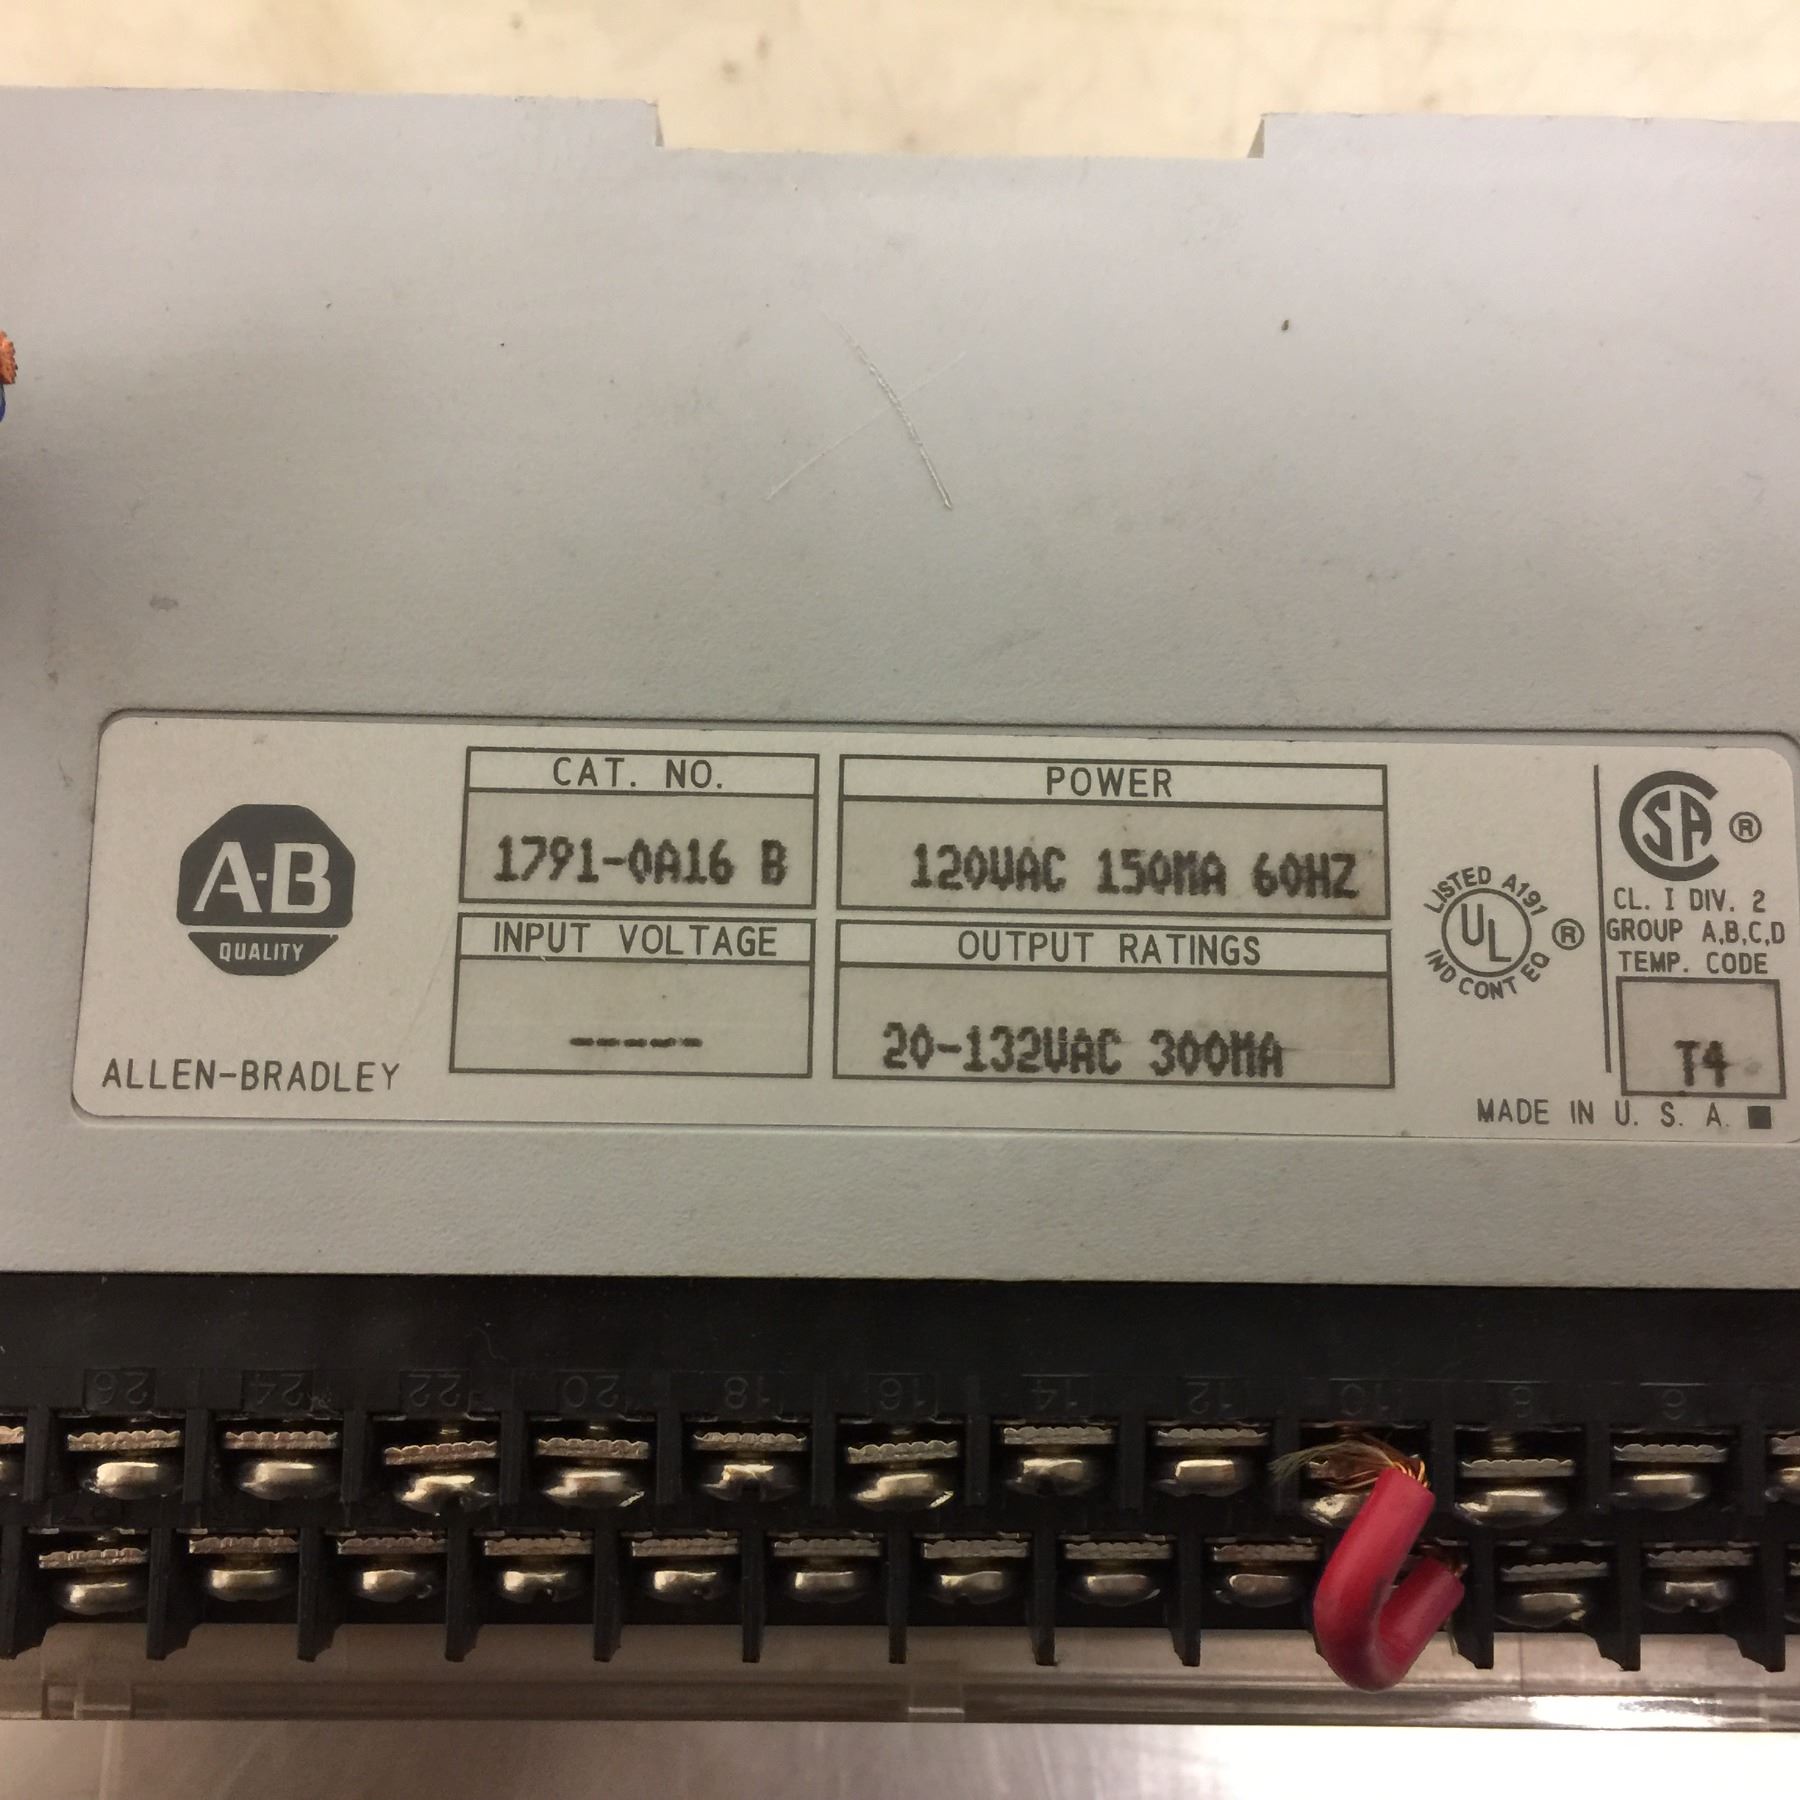 A-B
QUALITY
ALLEN-BRADLEY
CAT. NO.
1791-0A16 B
INPUT VOLTAGE
-----
POWER
120VAC 150MA 60HZ
OUTPUT RATINGS
20-132VAC 300MA
LISTED A191
UL ®
IND CONT EQ
SA ®
CL. I DIV. 2
GROUP A,B,C,D
TEMP. CODE
T4
MADE IN U. S. A.
26 24 22 20 18 16 14 12 10 8 6